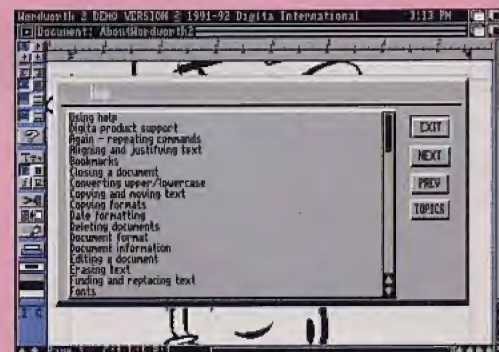 Wordworth 2 DEMO VERSION © 1991-92 Digita International 3:13 PM
Document: AboutWordworth2
Using help
Digita product support
Again - repeating commands
Aligning and justifying text
Bookmarks
Closing a document
Converting upper/lowercase
Copying and moving text
Copying formats
Date formatting
Deleting documents
Document format
Document information
Editing a document
Erasing text
Finding and replacing text
Fonts
EXIT
NEXT
PREV
TOPICS